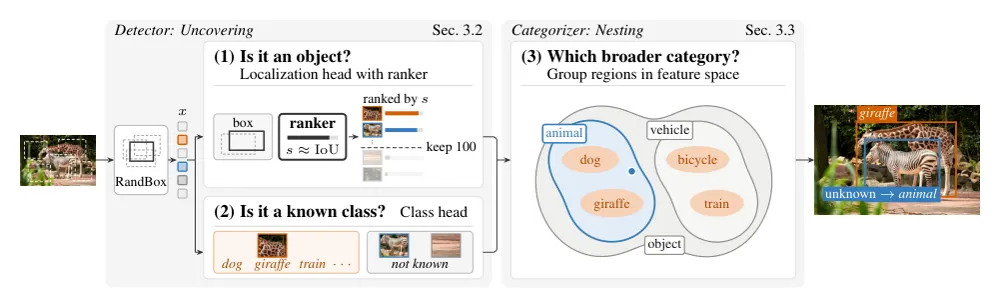 Detector: Uncovering Sec. 3.2
Categorizer: Nesting Sec. 3.3
(1) Is it an object?
Localization head with ranker
x
RandBox
box
ranker
s ≈ IoU
ranked by s
keep 100
(2) Is it a known class? Class head
dog giraffe train · · ·
not known
(3) Which broader category?
Group regions in feature space
animal
vehicle
dog
bicycle
giraffe
train
object
giraffe
unknown → animal